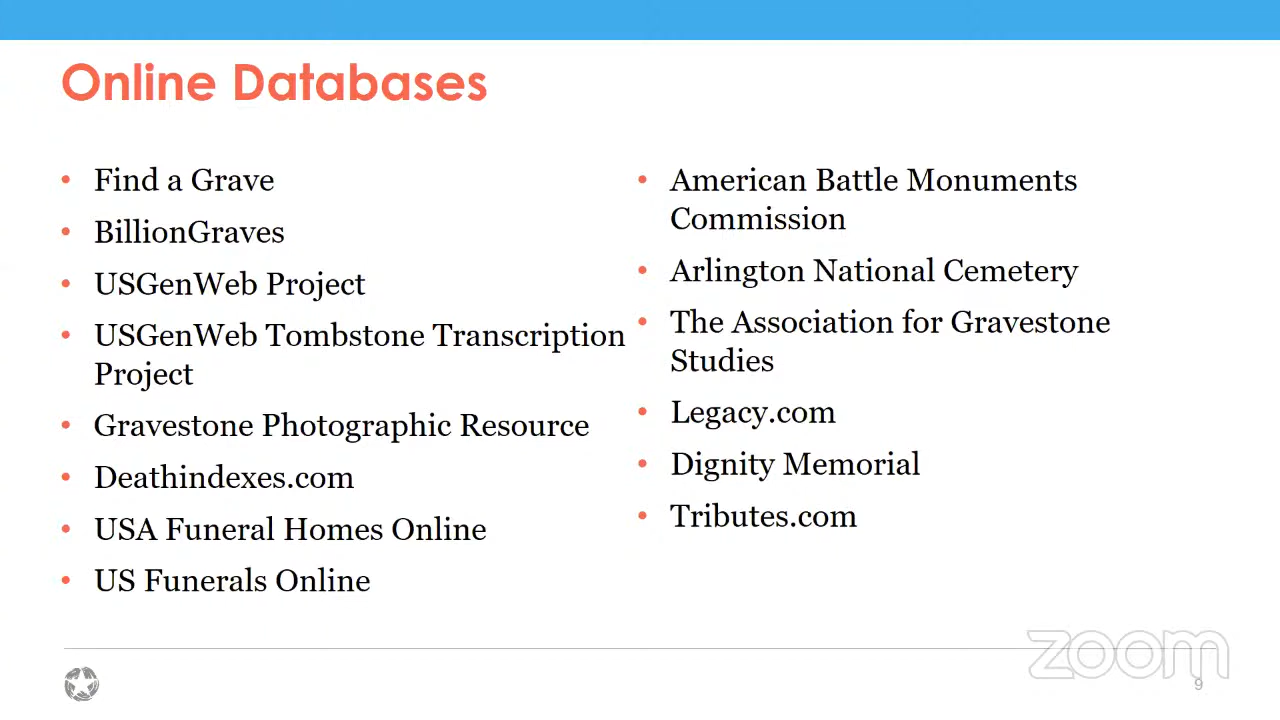 Online Databases
• Find a Grave
• BillionGraves
• USGenWeb Project
• USGenWeb Tombstone Transcription
Project
• Gravestone Photographic Resource
• Deathindexes.com
• USA Funeral Homes Online
• US Funerals Online
• American Battle Monuments
Commission
• Arlington National Cemetery
• The Association for Gravestone
Studies
• Legacy.com
• Dignity Memorial
• Tributes.com
zoom
9